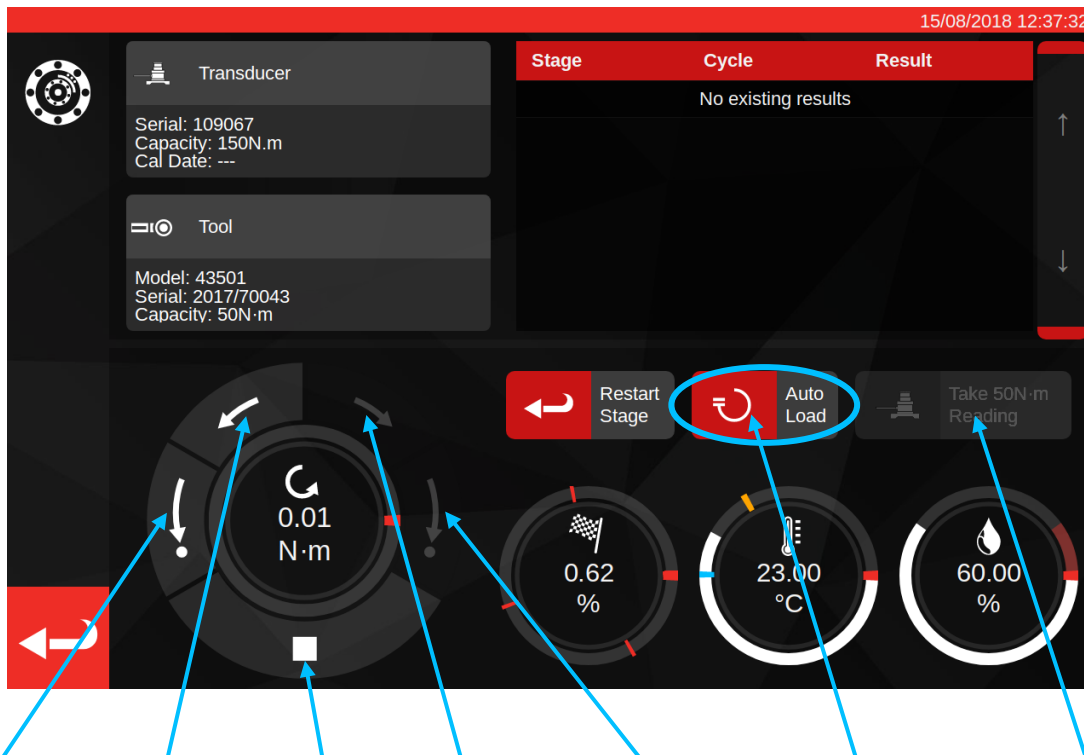 15/08/2018 12:37:32
Transducer
Serial: 109067
Capacity: 150N.m
Cal Date: ---
Tool
Model: 43501
Serial: 2017/70043
Capacity: 50N·m
Stage Cycle Result
No existing results
Restart
Stage
Auto
Load
Take 50N·m
Reading
0.01
N·m
0.62
%
23.00
°C
60.00
%